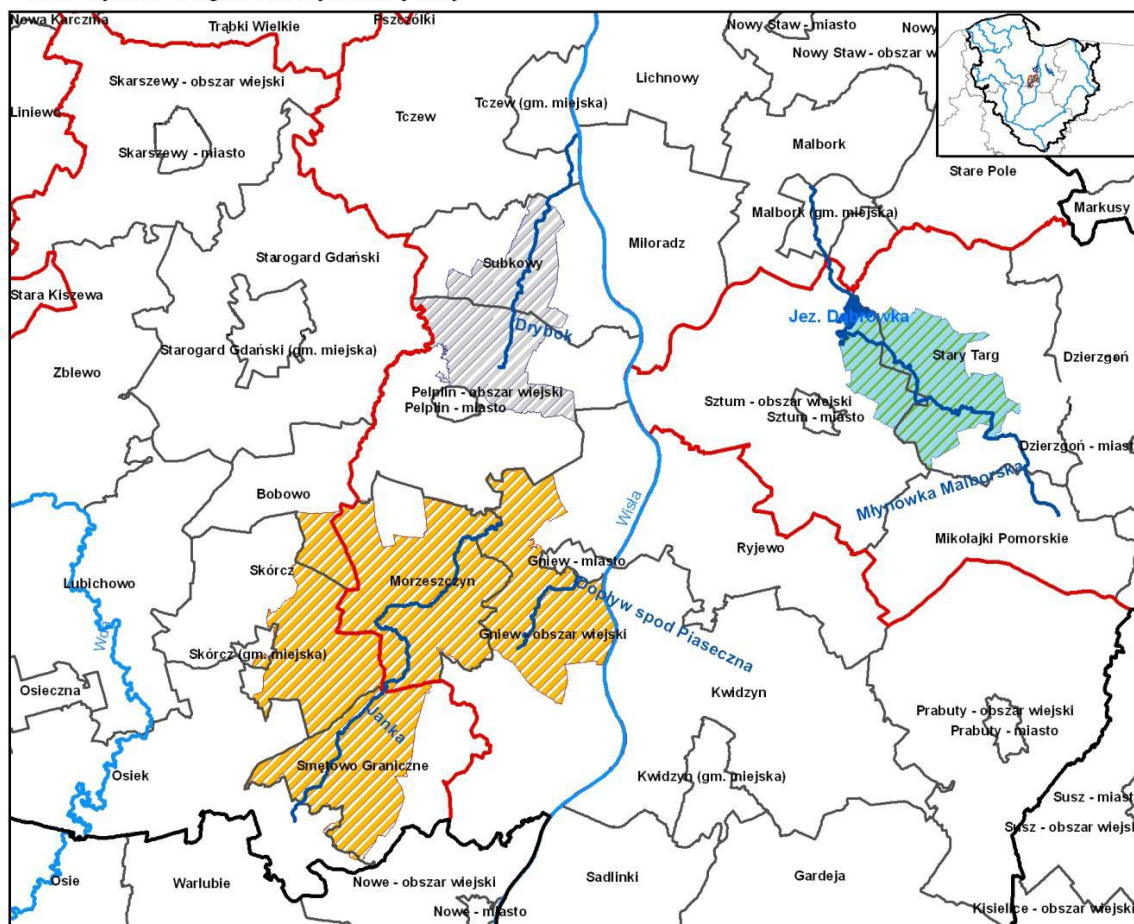 Nowa Karczma
Trąbki Wielkie
Pszczółki
Nowy Staw - miasto
Nowy
Nowy Staw - obszar w
Skarszewy - obszar wiejski
Tczew (gm. miejska)
Lichnowy
Liniewo
Tczew
Skarszewy - miasto
Malbork
Stare Pole
Markusy
Malbork (gm. miejska)
Miłoradz
Starogard Gdański
Subkowy
Stara Kiszewa
Jez. Dąbrówka
Drybok
Starogard Gdański (gm. miejska)
Stary Targ
Dzierzgoń
Zblewo
Pelplin - obszar wiejski
Pelplin - miasto
Sztum - obszar wiejski
Sztum - miasto
Dzierzgoń - miast
Młynówka Malborska
Bobowo
Wisła
Mikołajki Pomorskie
Ryjewo
Gniew - miasto
Skórcz
Lubichowo
Morzeszczyn
Dopływ spod Piaseczna
Wda
Gniew - obszar wiejski
Skórcz (gm. miejska)
Osieczna
Kwidzyn
Janka
Prabuty - obszar wiejski
Prabuty - miasto
Smętowo Graniczne
Osiek
Kwidzyn (gm. miejska)
Susz - miast
Susz - obszar wiejski
Osie
Warlubie
Nowe - obszar wiejski
Sadlinki
Gardeja
Nowe - miasto
Kisielice - obszar wiejski